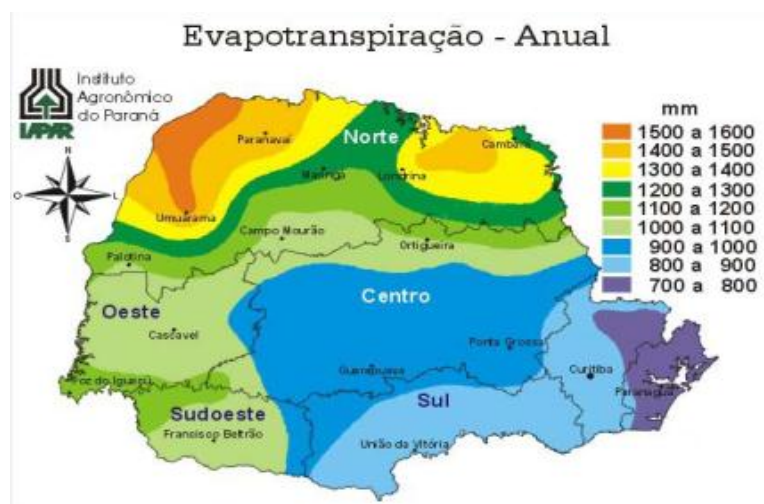 Evapotranspiração - Anual
Instituto
Agronômico
do Paraná
IAPAR
N
O
L
S
mm
1500 a 1600
1400 a 1500
1300 a 1400
1200 a 1300
1100 a 1200
1000 a 1100
900 a 1000
800 a 900
700 a 800
Norte
Paranavaí
Cambará
Maringá
Londrina
Umuarama
Campo Mourão
Ortigueira
Palotina
Oeste
Centro
Cascavel
Ponta Grossa
Guarapuava
Curitiba
Foz do Iguaçú
Paranaguá
Sudoeste
Sul
Francisco Beltrão
União da Vitória